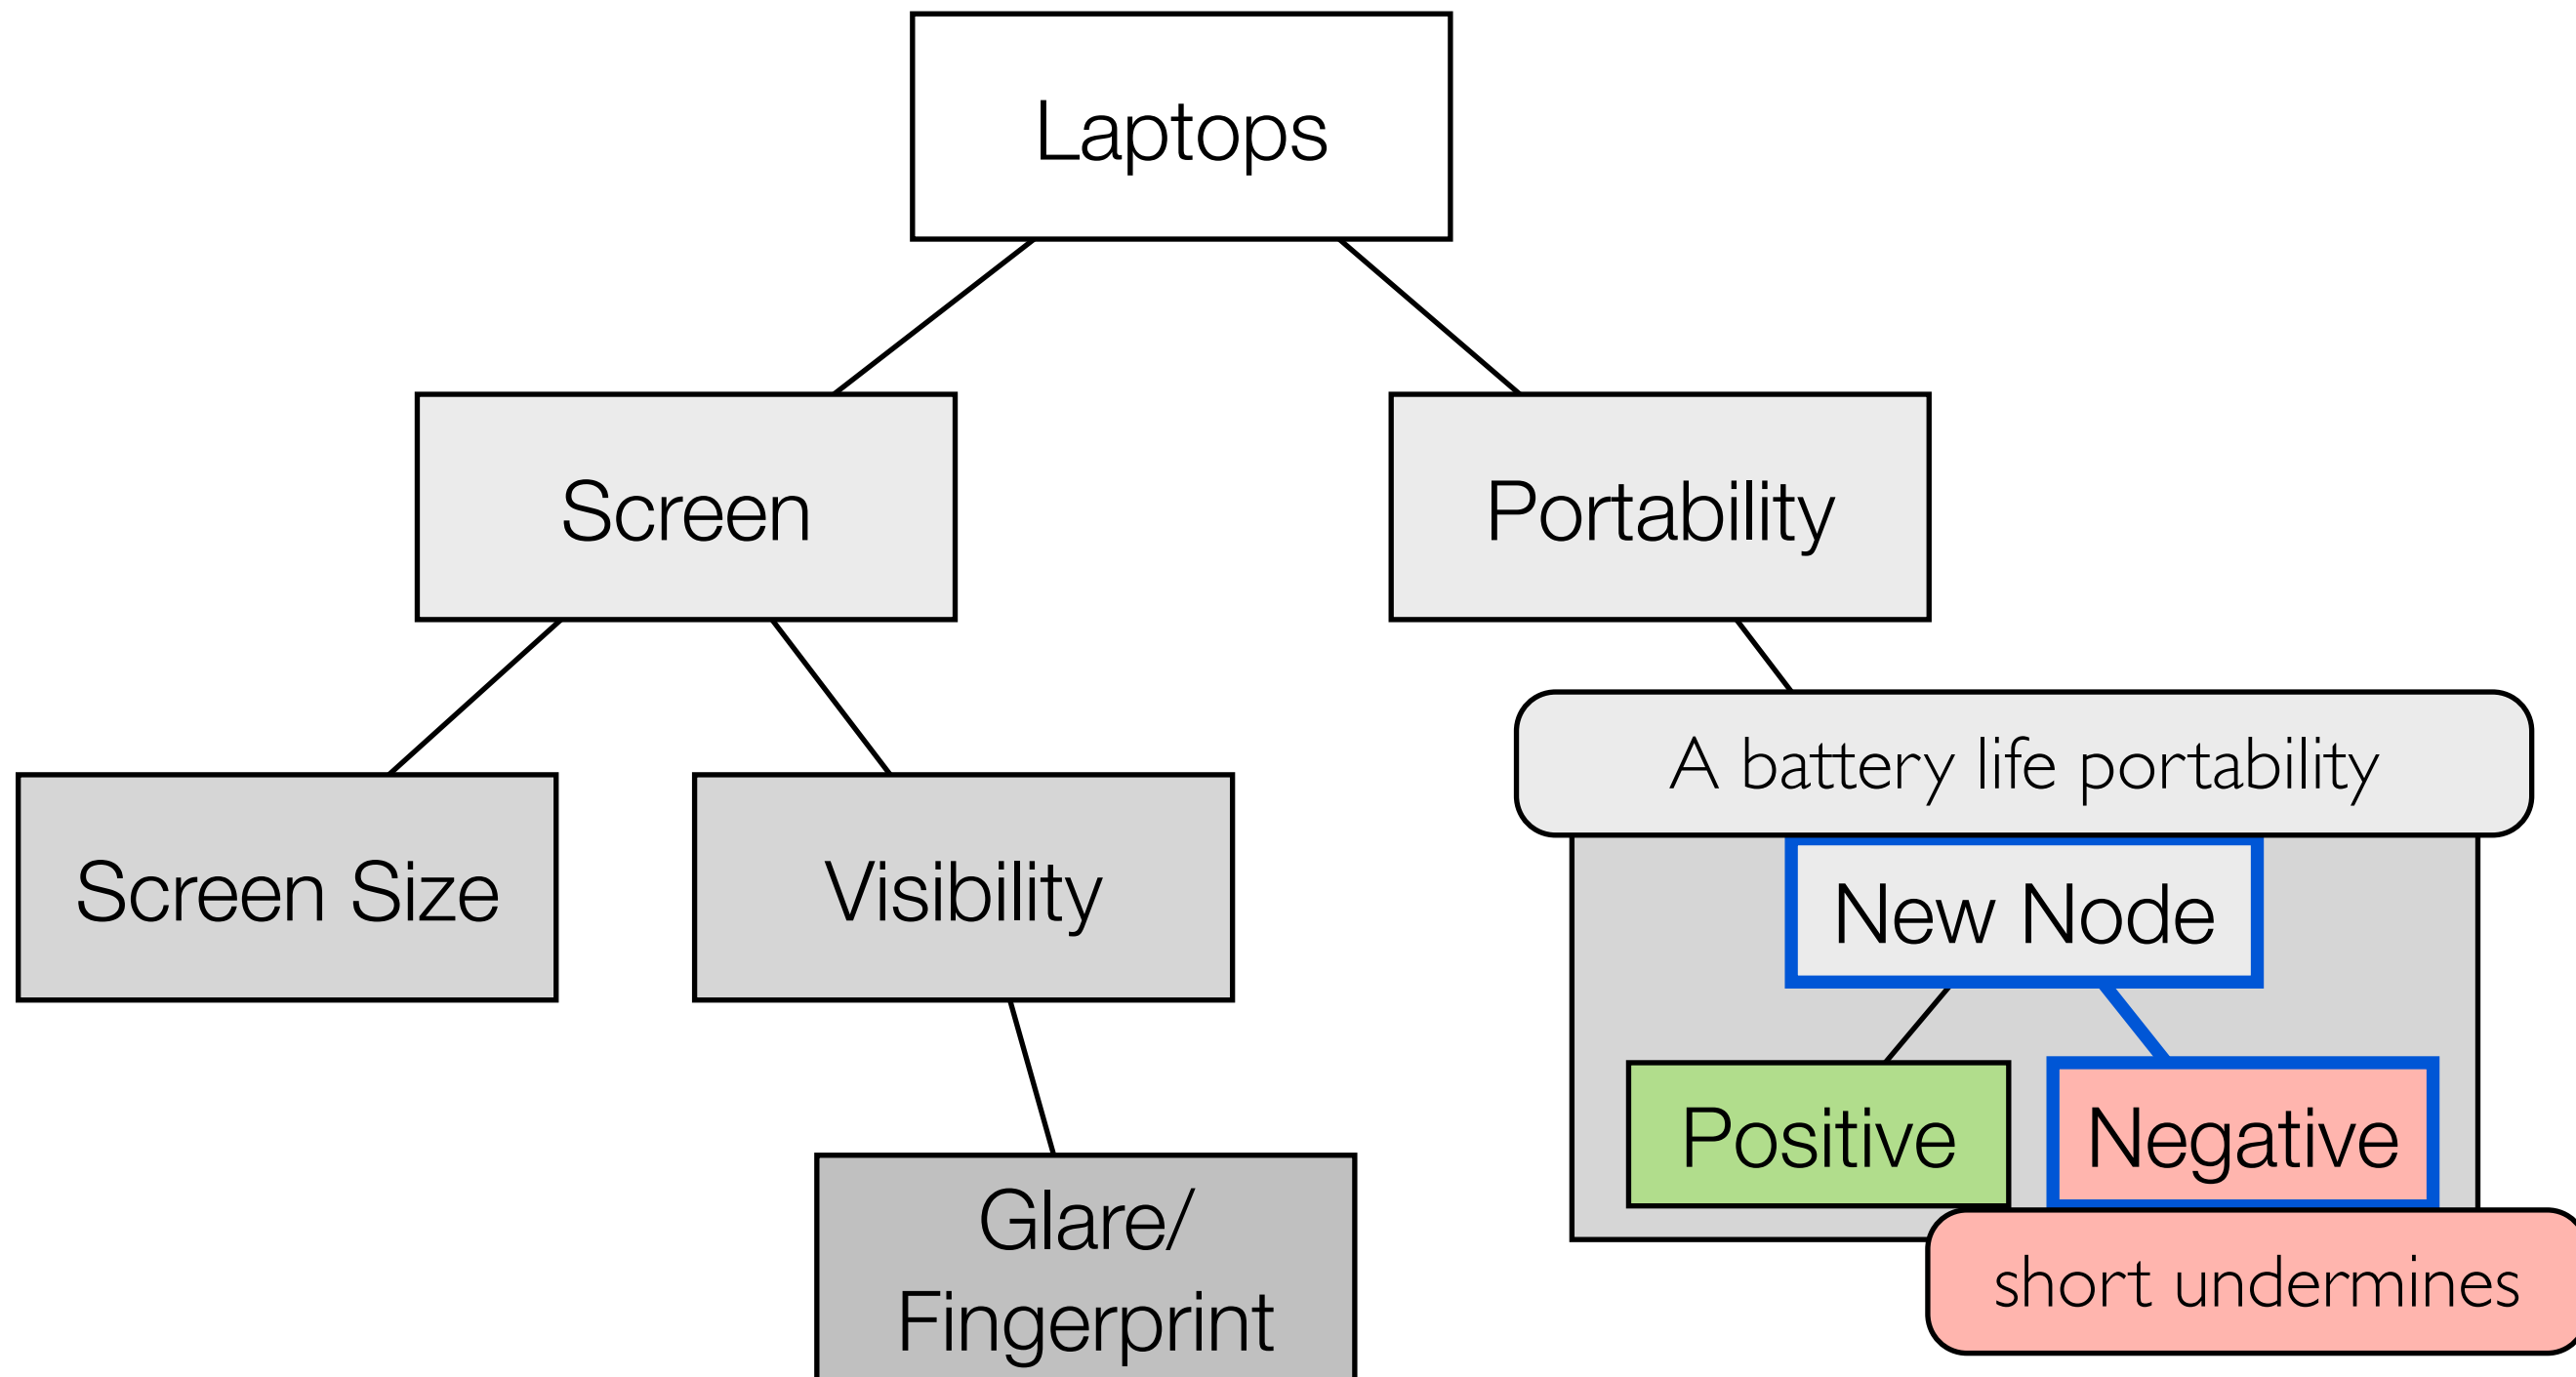 Laptops
Screen
Portability
A battery life portability
Screen Size
Visibility
New Node
Positive
Negative
Glare/
Fingerprint
short undermines